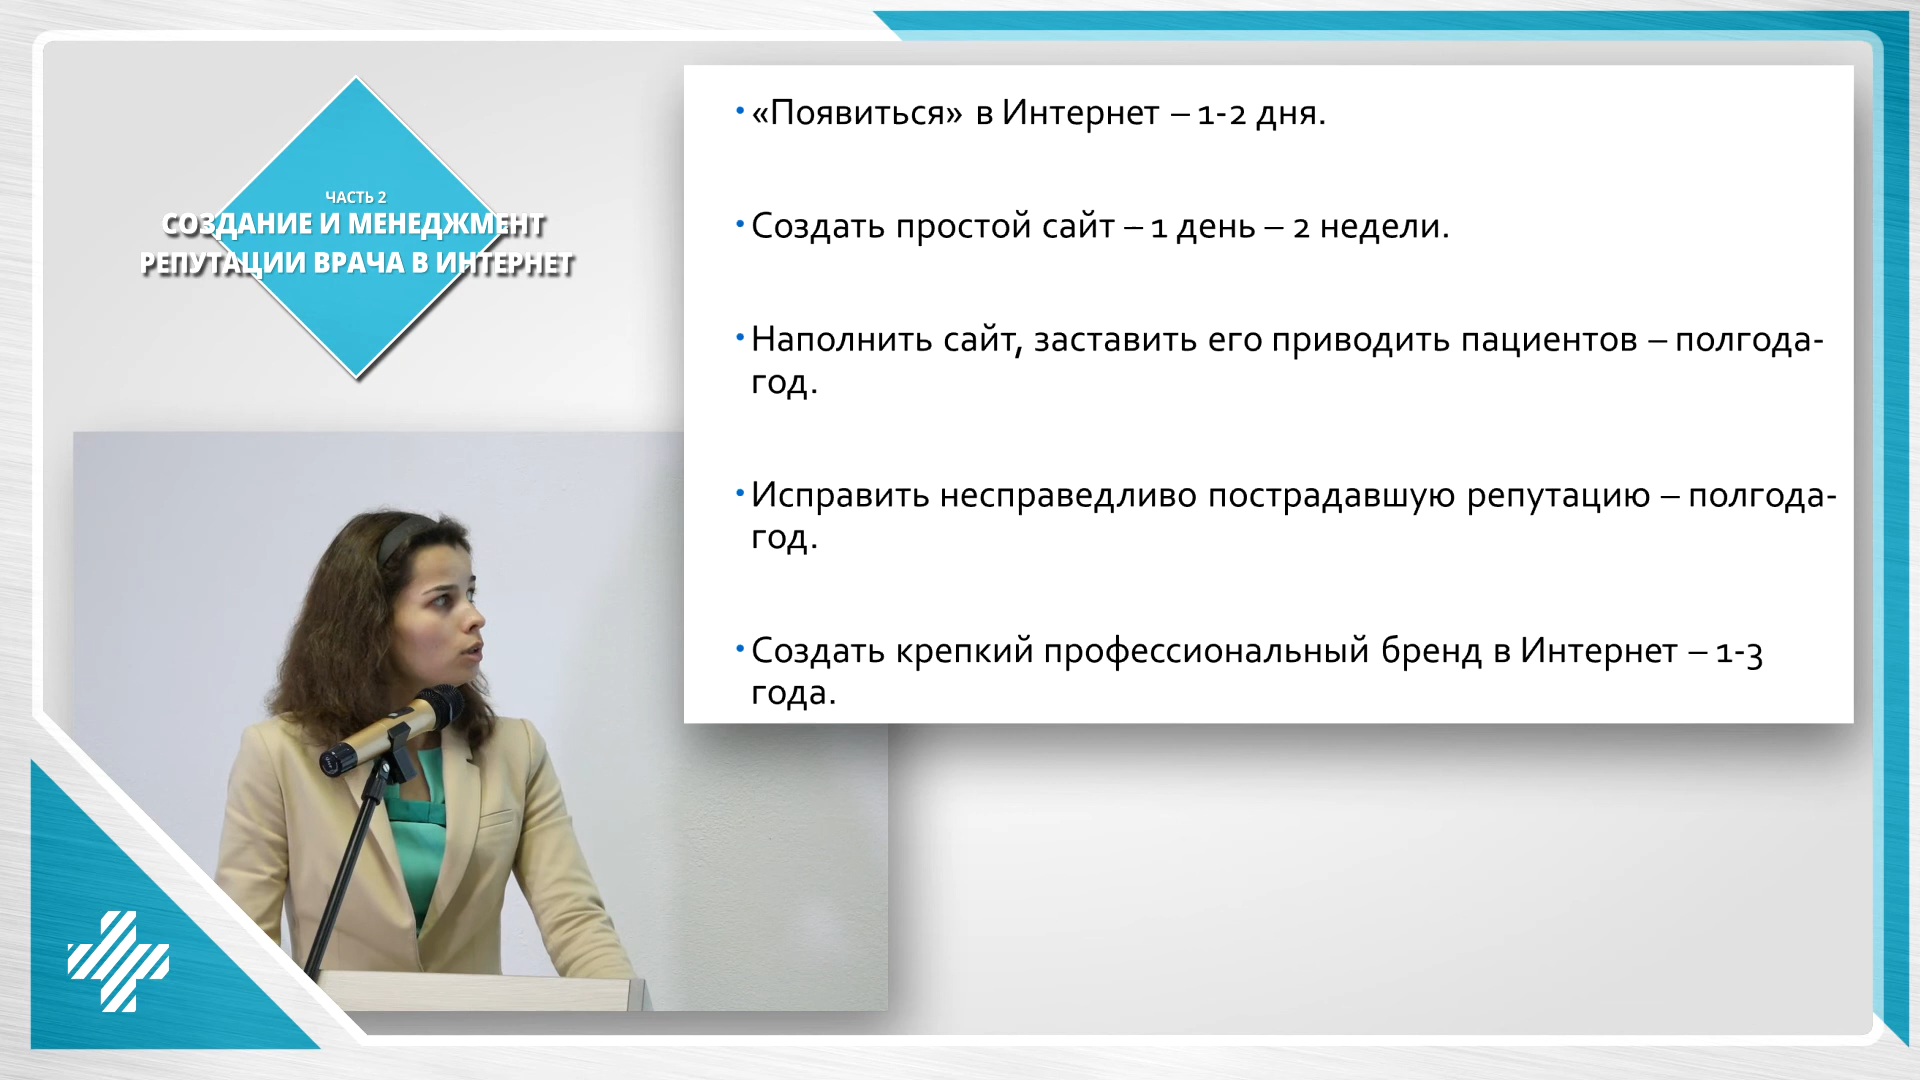 ЧАСТЬ 2
СОЗДАНИЕ И МЕНЕДЖМЕНТ
РЕПУТАЦИИ ВРАЧА В ИНТЕРНЕТ
• «Появиться» в Интернет – 1-2 дня.
• Создать простой сайт – 1 день – 2 недели.
• Наполнить сайт, заставить его приводить пациентов – полгода-
год.
• Исправить несправедливо пострадавшую репутацию – полгода-
год.
• Создать крепкий профессиональный бренд в Интернет – 1-3
года.